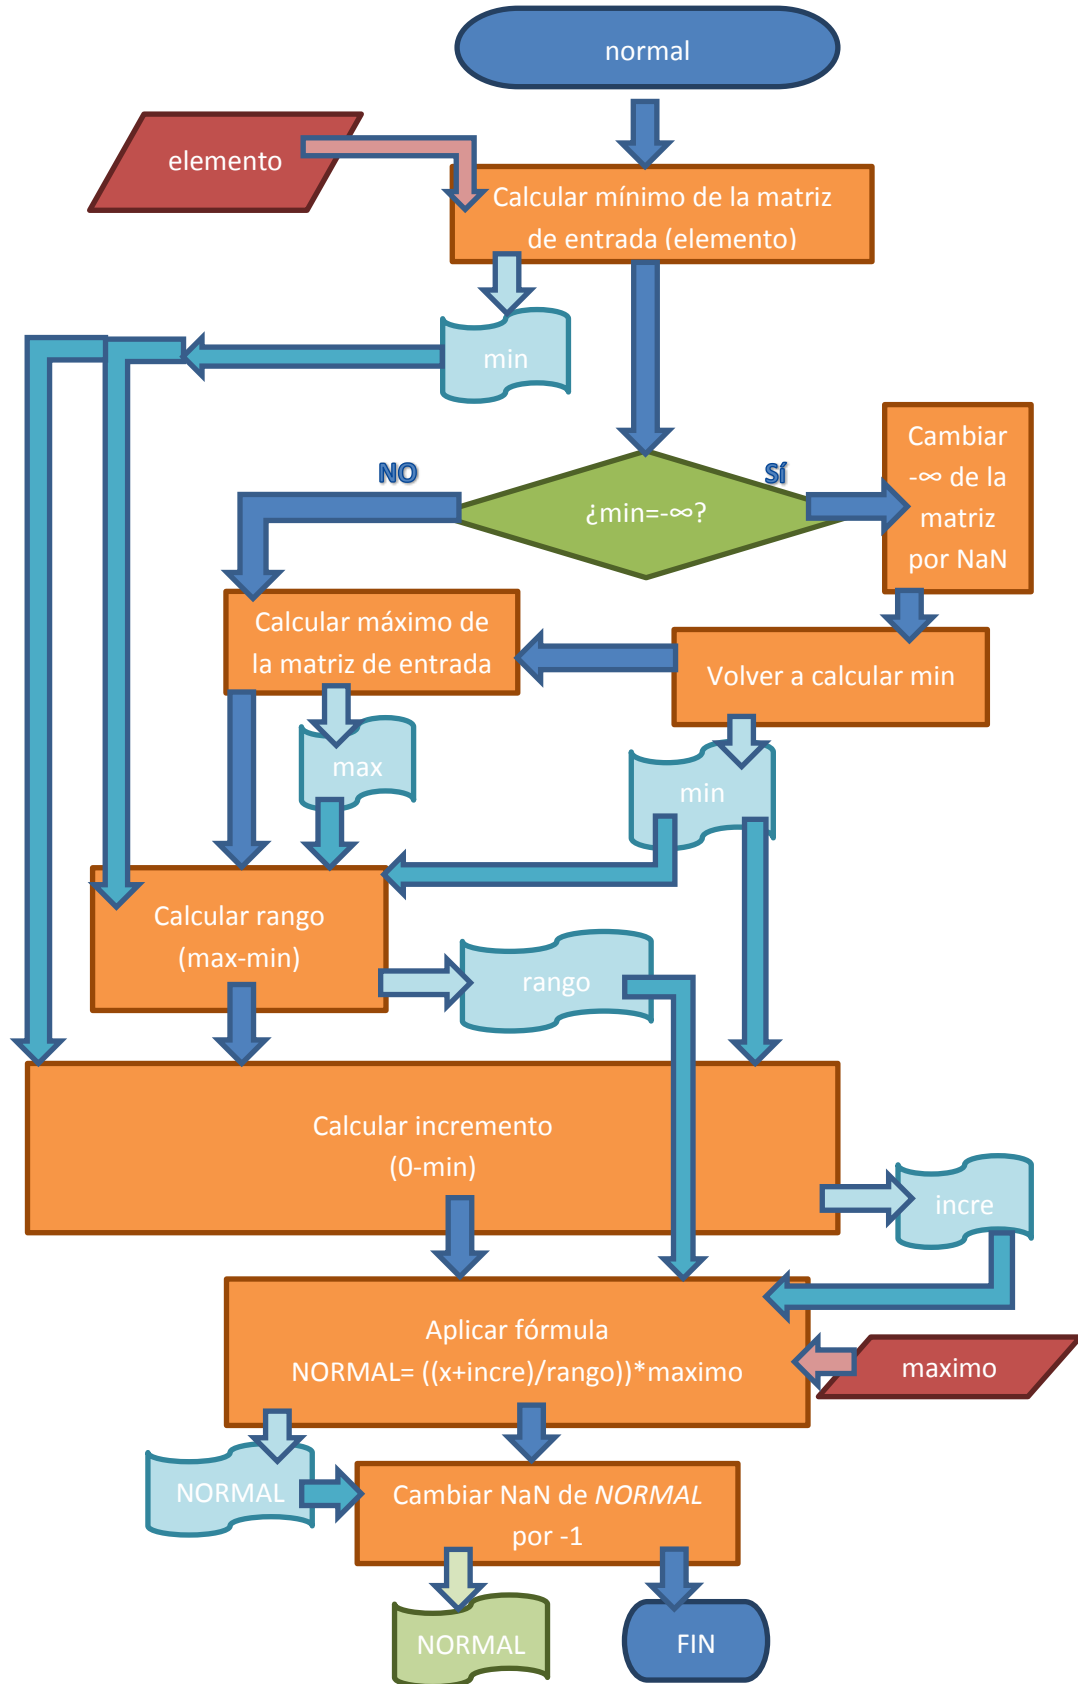 normal
elemento
Calcular mínimo de la matriz
de entrada (elemento)
min
NO
SÍ
¿min=-∞?
Cambiar
-∞ de la
matriz
por NaN
Calcular máximo de
la matriz de entrada
Volver a calcular min
max
min
Calcular rango
(max-min)
rango
Calcular incremento
(0-min)
incre
Aplicar fórmula
NORMAL= ((x+incre)/rango))*maximo
maximo
NORMAL
Cambiar NaN de NORMAL
por -1
NORMAL
FIN